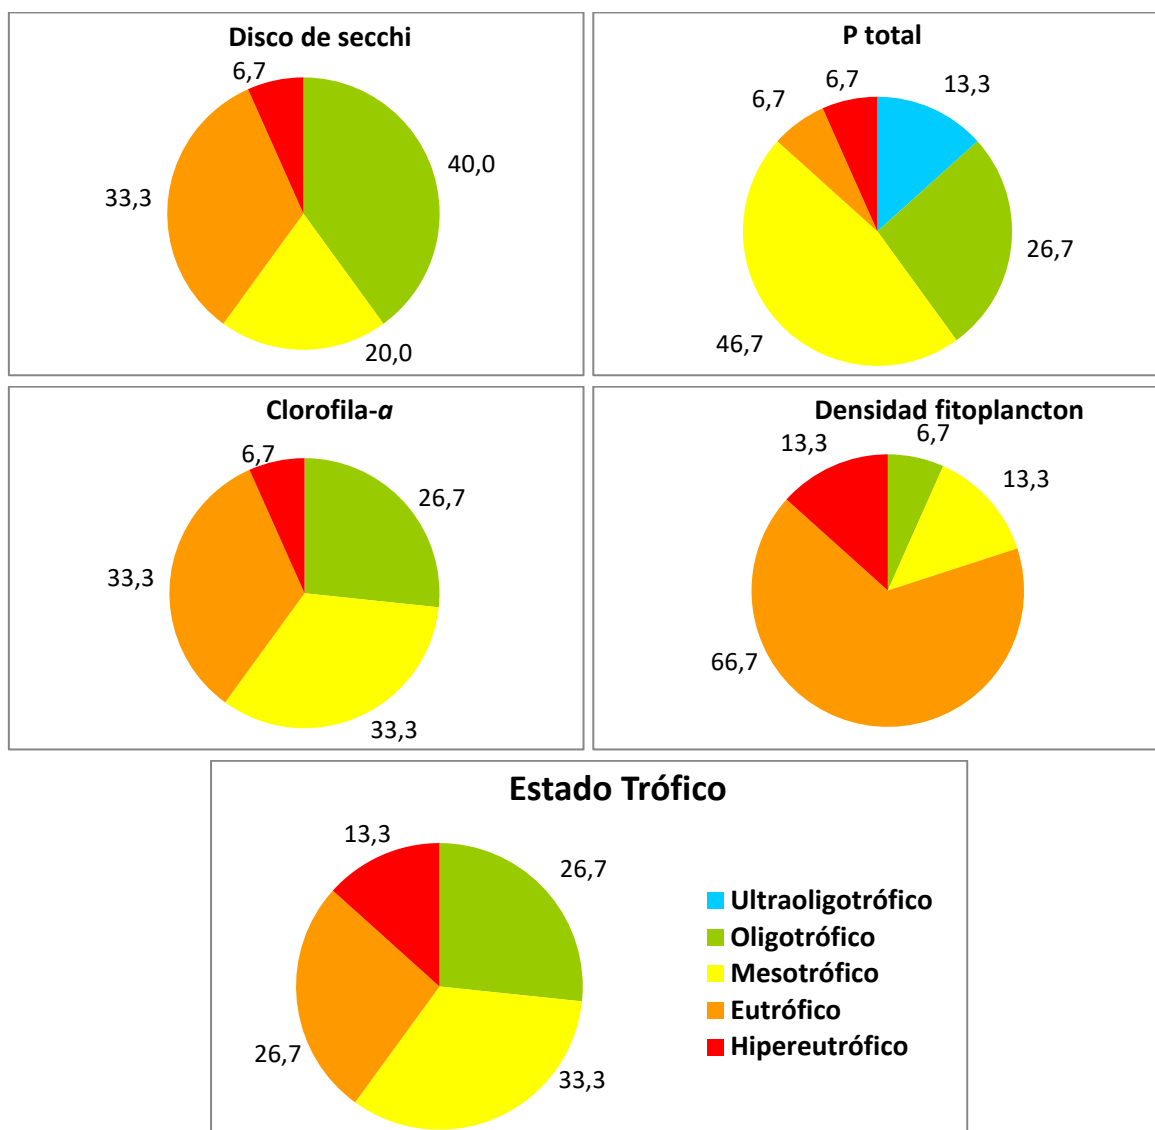 Disco de secchi
6,7
40,0
33,3
20,0
P total
6,7
6,7
13,3
26,7
46,7
Clorofila-a
6,7
26,7
33,3
33,3
Densidad fitoplancton
6,7
13,3
13,3
66,7
Estado Trófico
13,3
26,7
26,7
33,3
Ultraoligotrófico
Oligotrófico
Mesotrófico
Eutrófico
Hipereutrófico